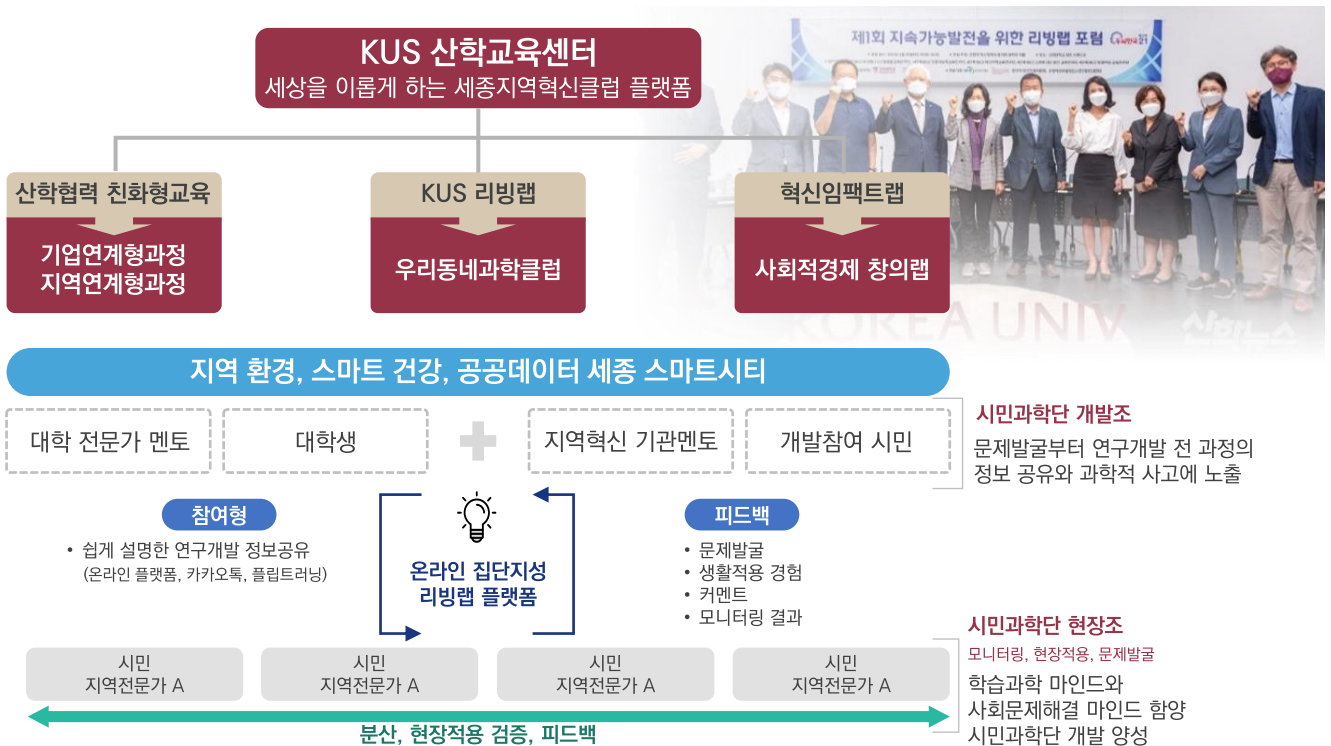 KUS 산학교육센터
세상을 이롭게 하는 세종지역혁신클럽 플랫폼
제1회 지속가능발전을 위한 리빙랩 포럼
산학협력 친화형교육
기업연계형과정
지역연계형과정
KUS 리빙랩
우리동네과학클럽
혁신임팩트랩
사회적경제 창의랩
KOREA UNIV
산학뉴스
지역 환경, 스마트 건강, 공공데이터 세종 스마트시티
대학 전문가 멘토
대학생
지역혁신 기관멘토
개발참여 시민
시민과학단 개발조
문제발굴부터 연구개발 전 과정의
정보 공유와 과학적 사고에 노출
참여형
• 쉽게 설명한 연구개발 정보공유
(온라인 플랫폼, 카카오톡, 플립트러닝)
온라인 집단지성
리빙랩 플랫폼
피드백
• 문제발굴
• 생활적용 경험
• 커멘트
• 모니터링 결과
시민
지역전문가 A
시민
지역전문가 A
시민
지역전문가 A
시민
지역전문가 A
분산, 현장적용 검증, 피드백
시민과학단 현장조
모니터링, 현장적용, 문제발굴
학습과학 마인드와
사회문제해결 마인드 함양
시민과학단 개발 양성